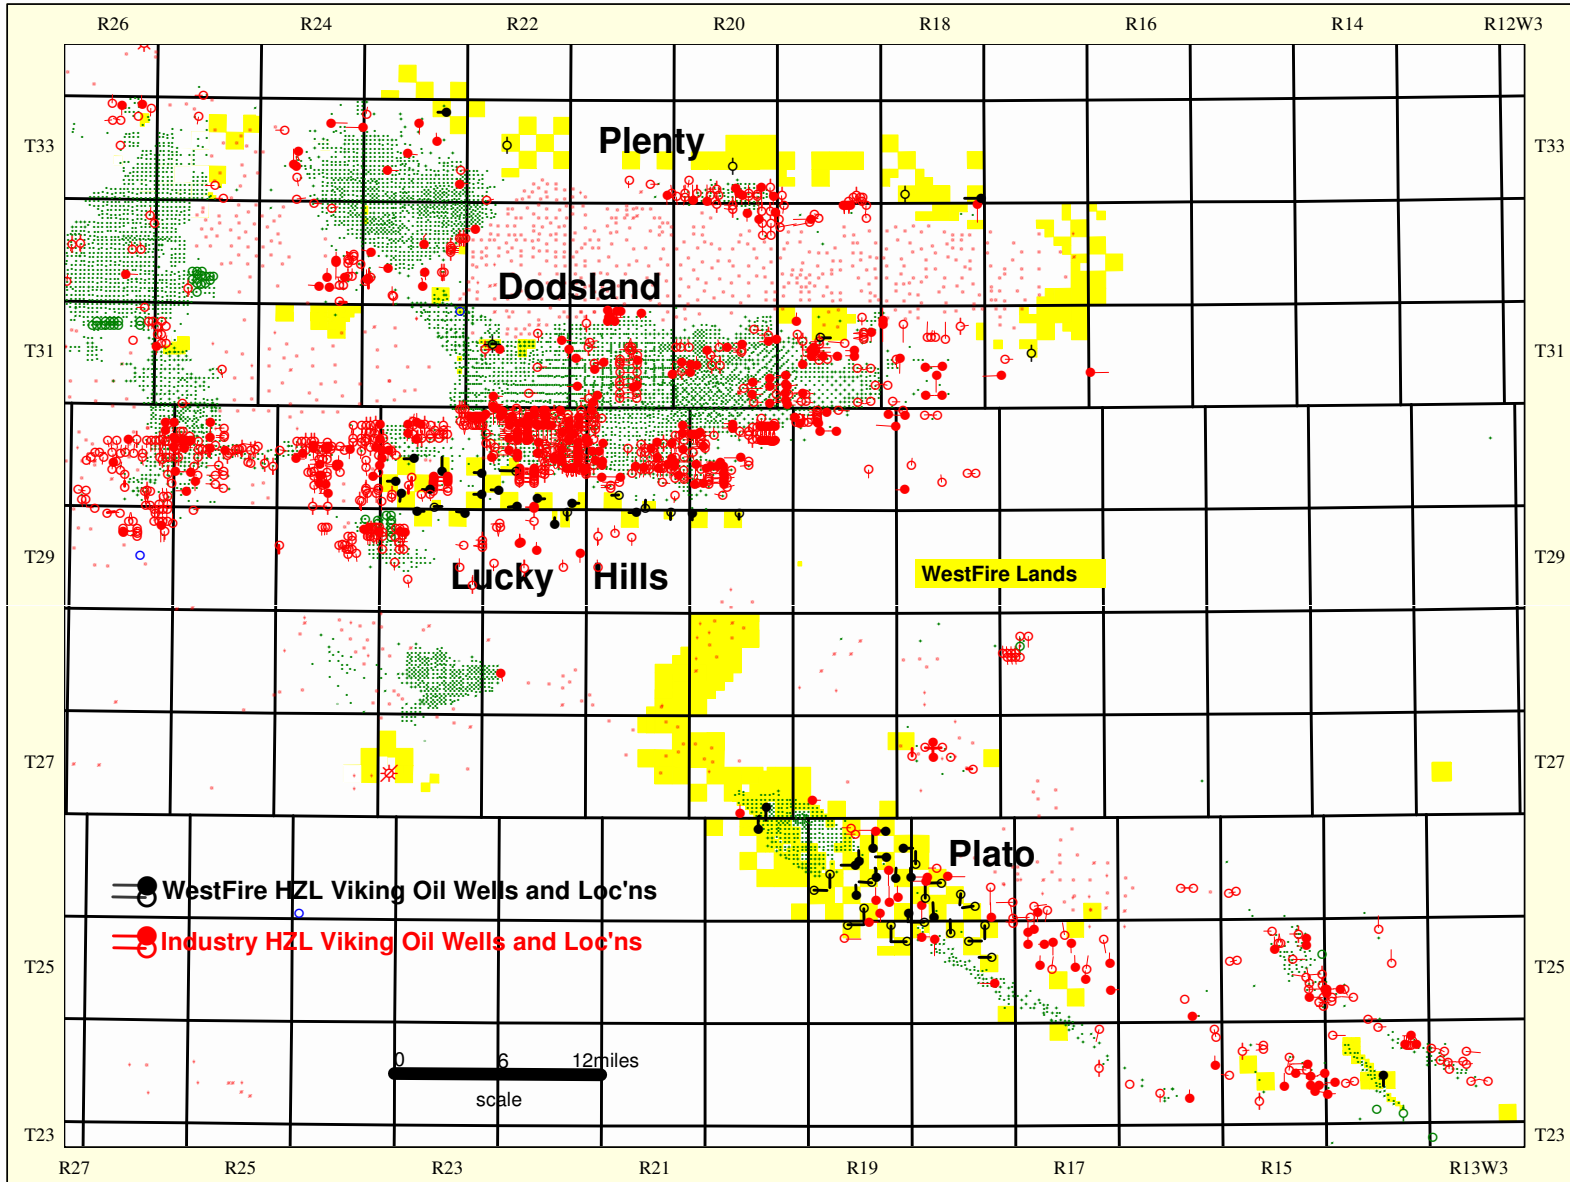 R26 R24 R22 R20 R18 R16 R14 R12W3
T33 Plenty T33
Dodsland
T31 T31
T29 Lucky Hills WestFire Lands T29
T27 T27
Plato
WestFire HZL Viking Oil Wells and Loc'ns
Industry HZL Viking Oil Wells and Loc'ns
T25 T25
0 6 12miles
scale
T23 T23
R27 R25 R23 R21 R19 R17 R15 R13W3